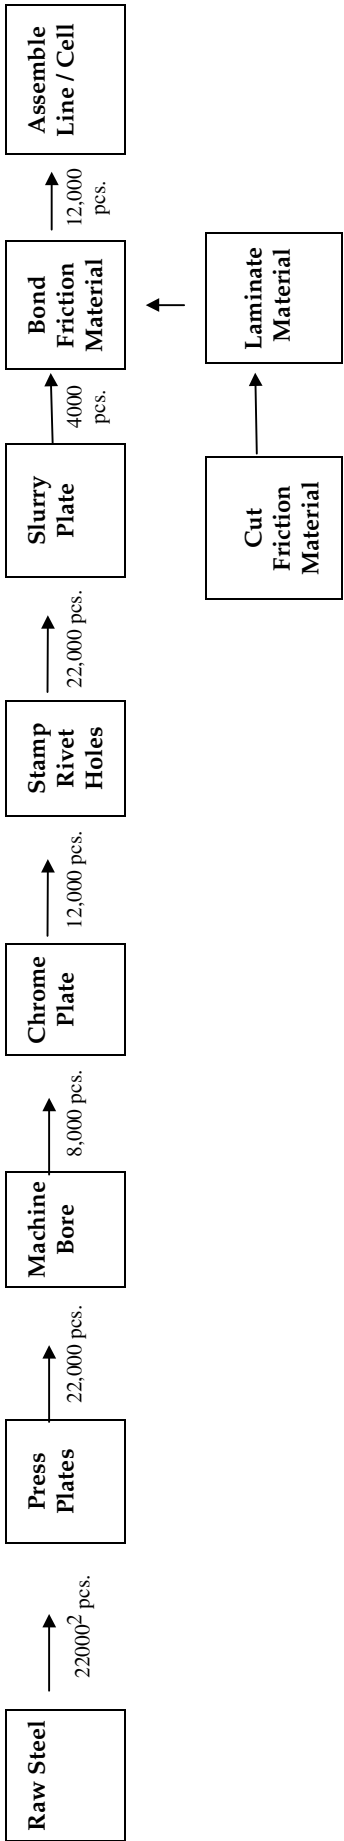 Raw Steel
22000² pcs.
Press
Plates
22,000 pcs.
Machine
Bore
8,000 pcs.
Chrome
Plate
12,000 pcs.
Stamp
Rivet
Holes
22,000 pcs.
Slurry
Plate
4000
pcs.
Bond
Friction
Material
12,000
pcs.
Assemble
Line / Cell
Cut
Friction
Material
Laminate
Material